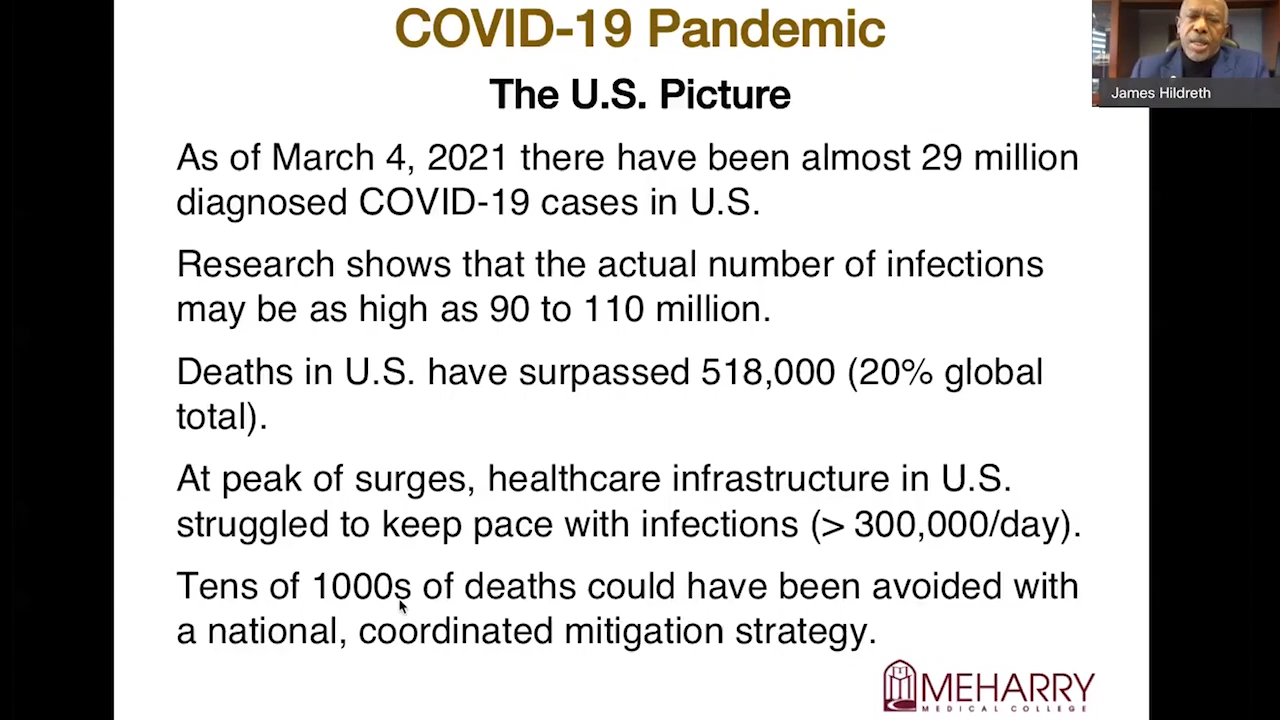 COVID-19 Pandemic
The U.S. Picture
James Hildreth
As of March 4, 2021 there have been almost 29 million
diagnosed COVID-19 cases in U.S.
Research shows that the actual number of infections
may be as high as 90 to 110 million.
Deaths in U.S. have surpassed 518,000 (20% global
total).
At peak of surges, healthcare infrastructure in U.S.
struggled to keep pace with infections (> 300,000/day).
Tens of 1000s of deaths could have been avoided with
a national, coordinated mitigation strategy.
MEHARRY
MEDICAL COLLEGE